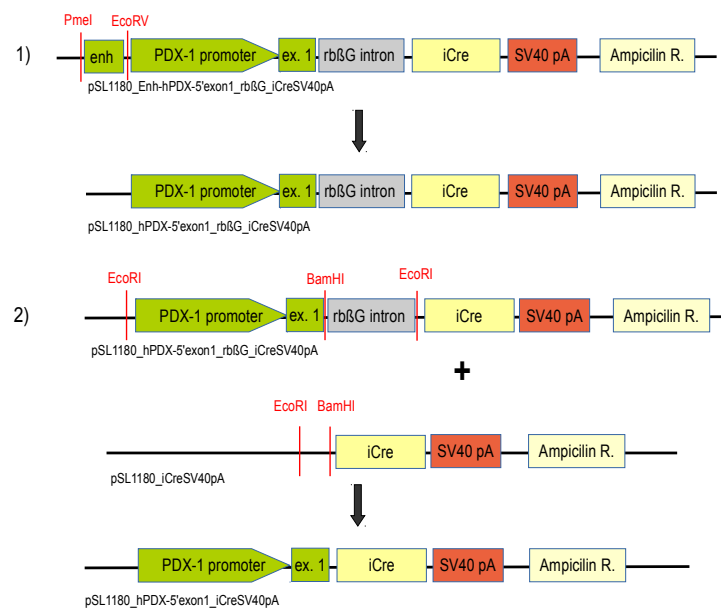 PmeI
EcoRV
1)
enh
PDX-1 promoter
ex. 1
rbßG intron
iCre
SV40 pA
Ampicilin R.
pSL1180_Enh-hPDX-5'exon1_rbßG_iCreSV40pA
PDX-1 promoter
ex. 1
rbßG intron
iCre
SV40 pA
Ampicilin R.
pSL1180_hPDX-5'exon1_rbßG_iCreSV40pA
EcoRI
BamHI
EcoRI
2)
PDX-1 promoter
ex. 1
rbßG intron
iCre
SV40 pA
Ampicilin R.
pSL1180_hPDX-5'exon1_rbßG_iCreSV40pA
+
EcoRI
BamHI
iCre
SV40 pA
Ampicilin R.
pSL1180_iCreSV40pA
PDX-1 promoter
ex. 1
iCre
SV40 pA
Ampicilin R.
pSL1180_hPDX-5'exon1_iCreSV40pA